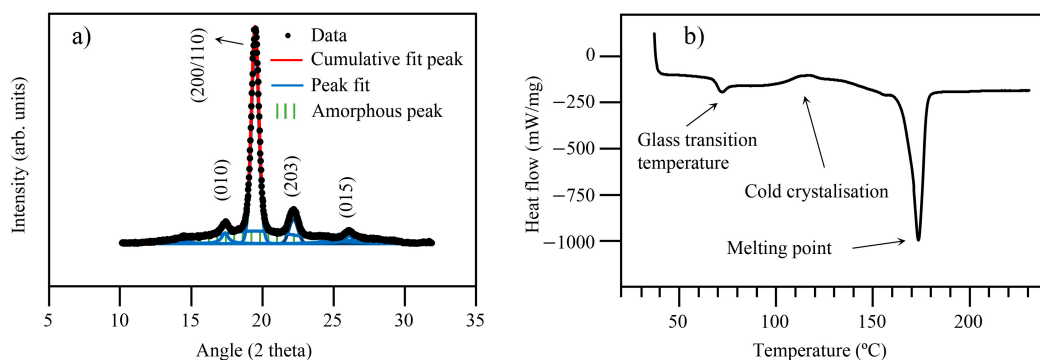 a)
(200/110)
Data
Cumulative fit peak
Peak fit
Amorphous peak
(010)
(203)
(015)
Intensity (arb. units)
5
10
15
20
25
30
35
Angle (2 theta)
b)
0
−250
−500
−750
−1000
Heat flow (mW/mg)
Glass transition
temperature
Cold crystalisation
Melting point
50
100
150
200
Temperature (ºC)